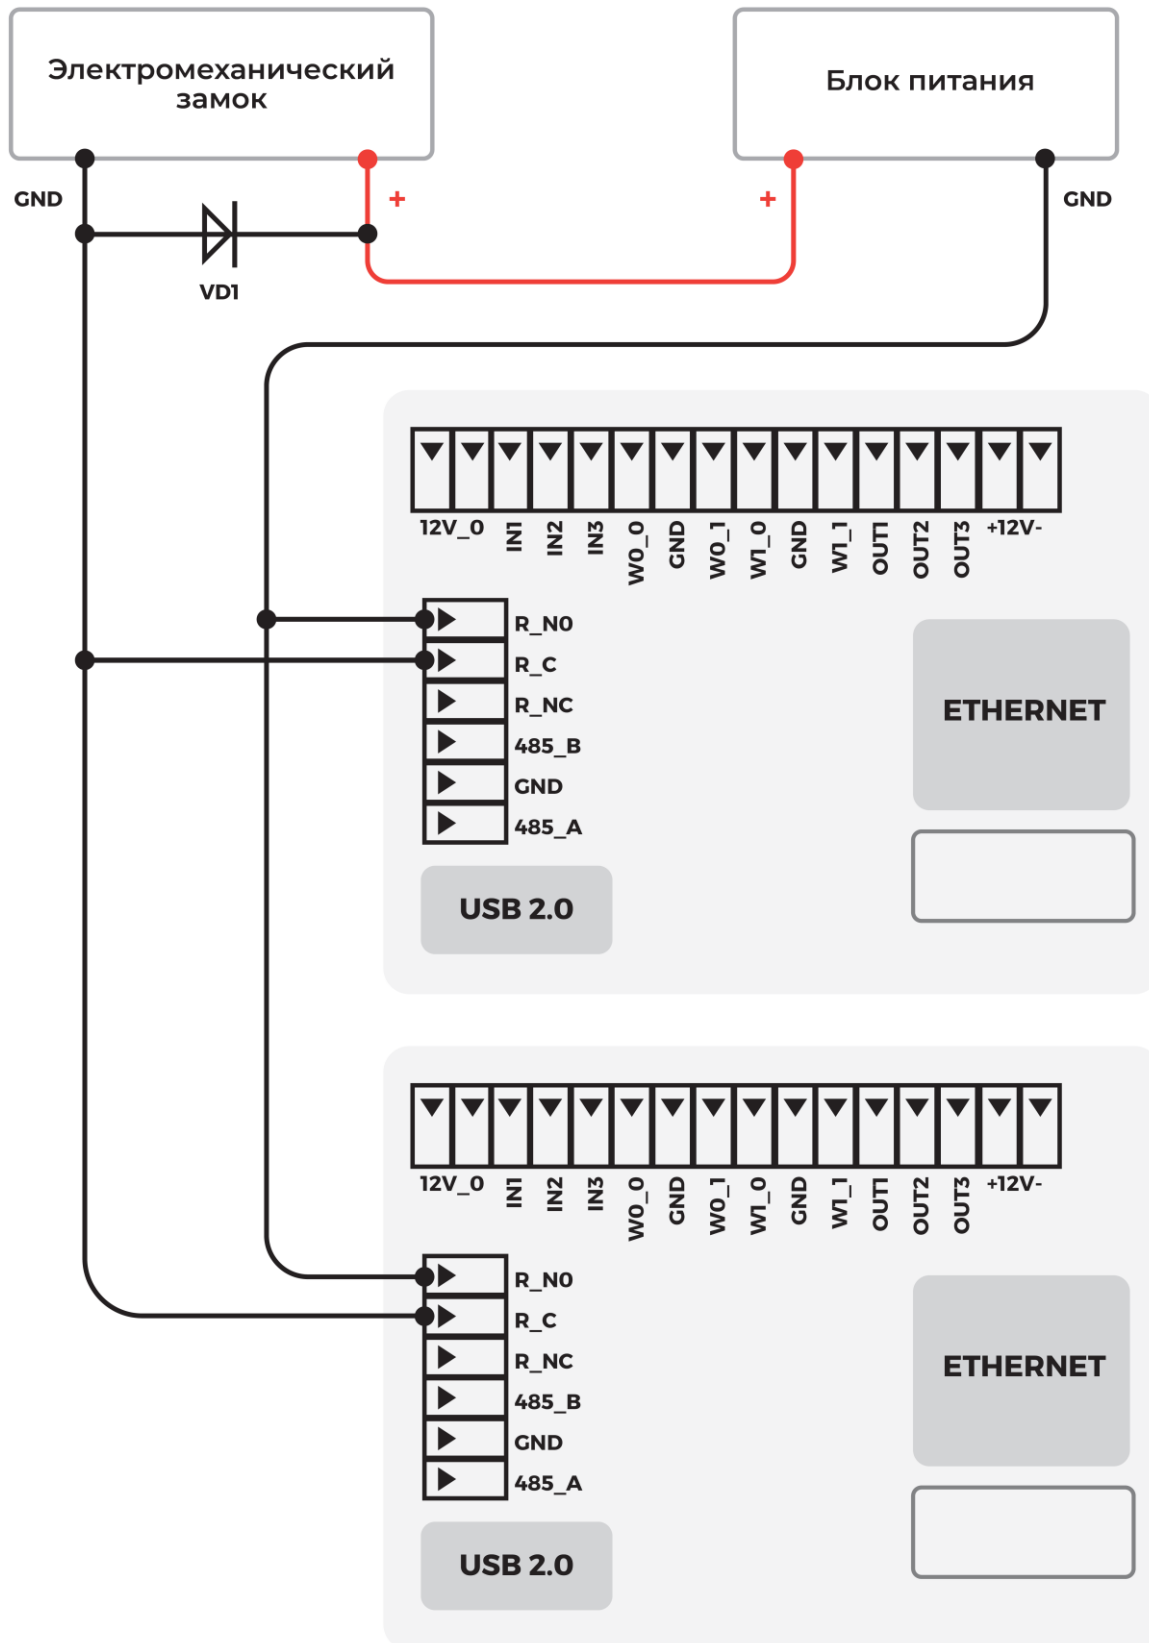 Электромеханический
замок
Блок питания
GND
+
+
GND
VD1
12V_0
IN1
IN2
IN3
W0_0
GND
W0_1
W1_0
GND
W1_1
OUT1
OUT2
OUT3
+12V-
R_N0
R_C
R_NC
485_B
GND
485_A
ETHERNET
USB 2.0
12V_0
IN1
IN2
IN3
W0_0
GND
W0_1
W1_0
GND
W1_1
OUT1
OUT2
OUT3
+12V-
R_N0
R_C
R_NC
485_B
GND
485_A
ETHERNET
USB 2.0